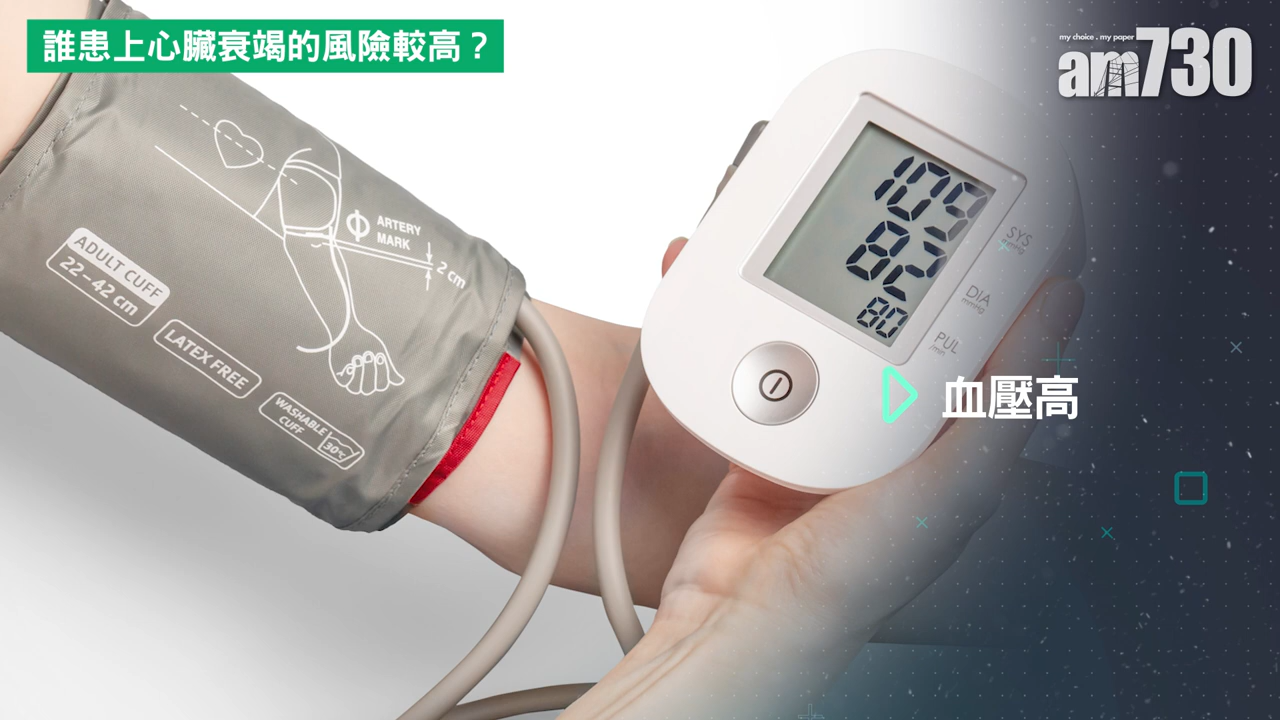 誰患上心臟衰竭的風險較高？
my choice . my paper
am730
ARTERY
MARK
2 cm
ADULT CUFF
22–42 cm
LATEX FREE
WASHABLE
CUFF
30℃
109
82
80
SYS
mmHg
DIA
mmHg
PUL
/min
血壓高